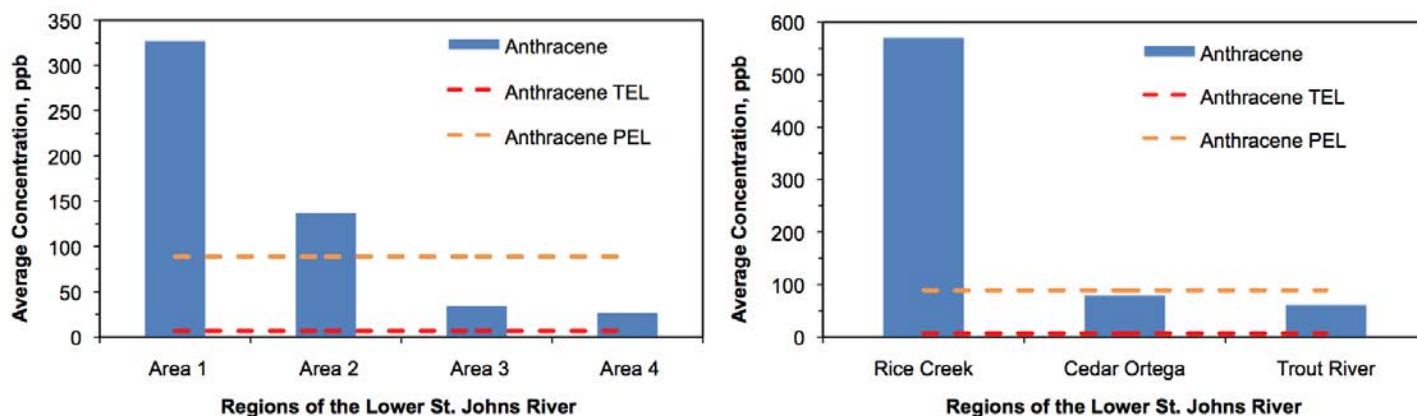 350
300
250
200
150
100
50
0
Average Concentration, ppb
Anthracene
Anthracene TEL
Anthracene PEL
Area 1 Area 2 Area 3 Area 4
Regions of the Lower St. Johns River
600
500
400
300
200
100
0
Average Concentration, ppb
Anthracene
Anthracene TEL
Anthracene PEL
Rice Creek Cedar Ortega Trout River
Regions of the Lower St. Johns River